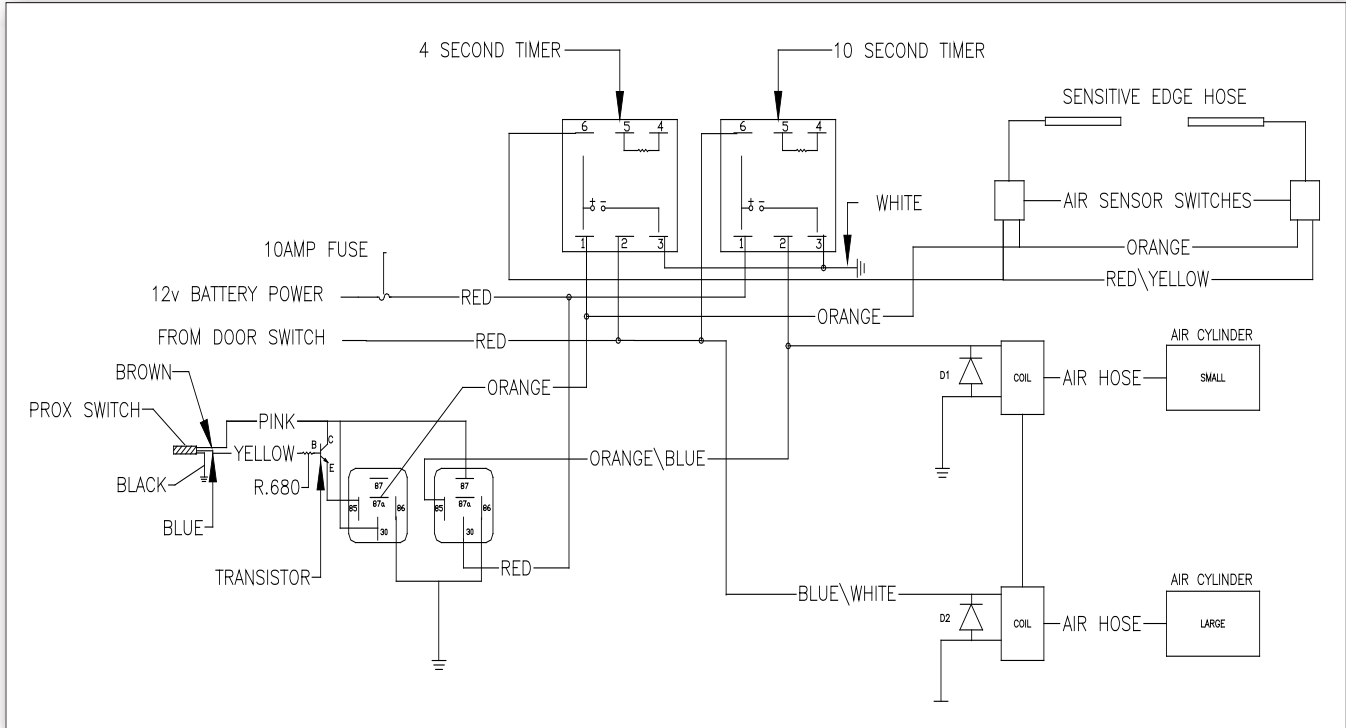 4 SECOND TIMER
10 SECOND TIMER
SENSITIVE EDGE HOSE
6 5 4
6 5 4
+ -
+ -
AIR SENSOR SWITCHES
WHITE
1 2 3
1 2 3
ORANGE
10AMP FUSE
RED\YELLOW
12v BATTERY POWER
RED
ORANGE
FROM DOOR SWITCH
RED
AIR CYLINDER
BROWN
ORANGE
D1
COIL
AIR HOSE
SMALL
PROX SWITCH
PINK
YELLOW
B
C
E
ORANGE\BLUE
BLACK
R.680
87
87
85
87a
86
85
87a
86
BLUE
30
30
TRANSISTOR
RED
AIR CYLINDER
BLUE\WHITE
D2
COIL
AIR HOSE
LARGE